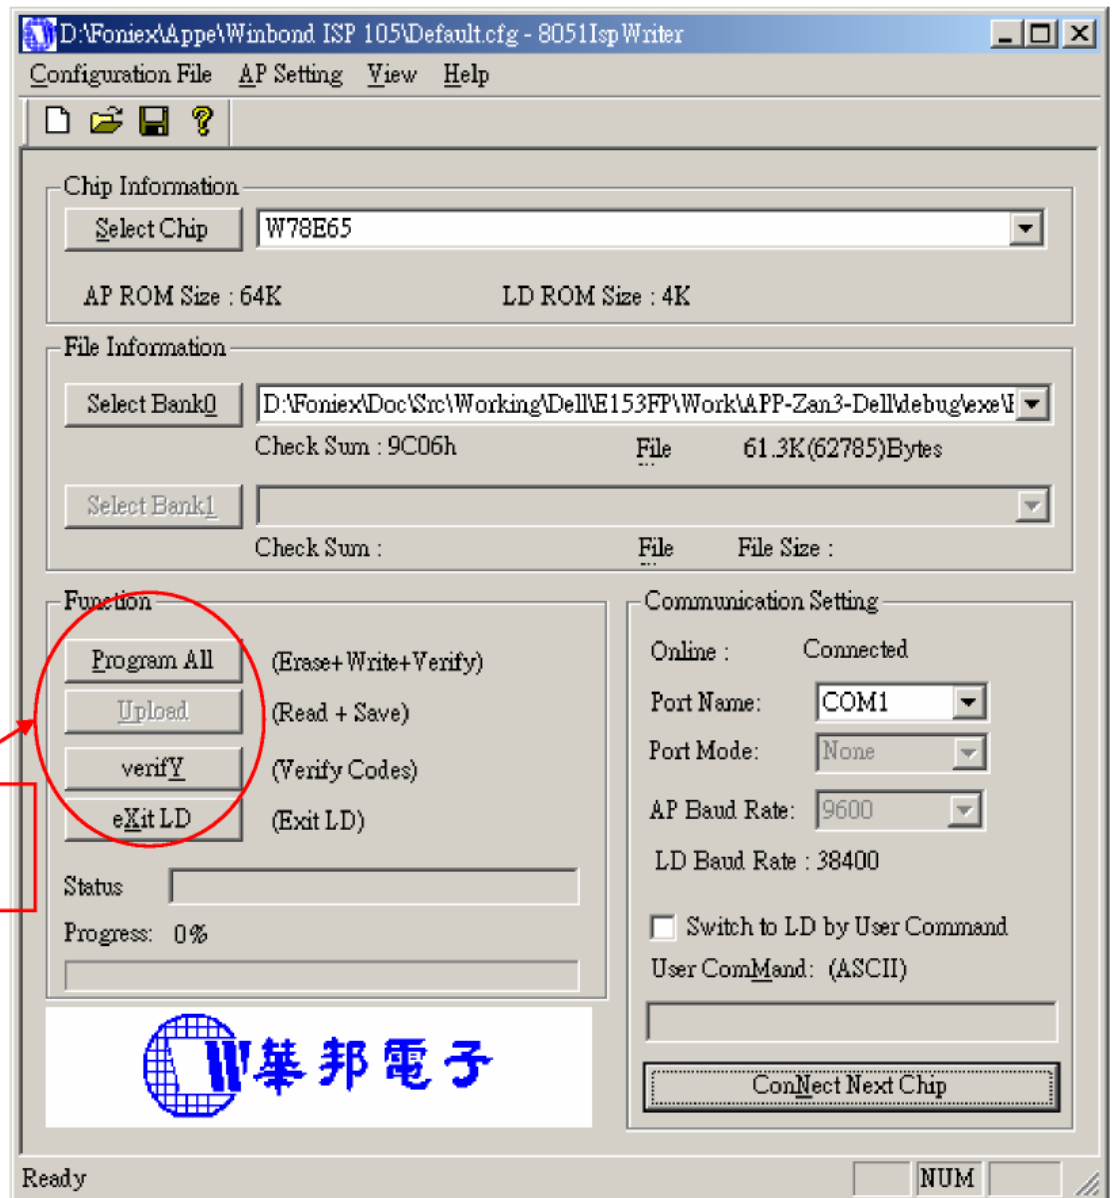 D:\Foniex\Appe\Winbond ISP 105\Default.cfg - 8051IspWriter
Configuration File AP Setting View Help
Chip Information
Select Chip W78E65
AP ROM Size : 64K LD ROM Size : 4K
File Information
Select Bank0 D:\Foniex\Doc\Src\Working\Dell\E153FP\Work\APP-Zan3-Dell\debug\exe\
Check Sum : 9C06h File 61.3K(62785)Bytes
Select Bank1
Check Sum : File File Size :
Function
Program All (Erase+Write+Verify)
Upload (Read + Save)
verifY (Verify Codes)
eXit LD (Exit LD)
Status
Progress: 0%
Communication Setting
Online : Connected
Port Name: COM1
Port Mode: None
AP Baud Rate: 9600
LD Baud Rate : 38400
Switch to LD by User Command
User ComMand: (ASCII)
ConNect Next Chip
W華邦電子
Ready NUM